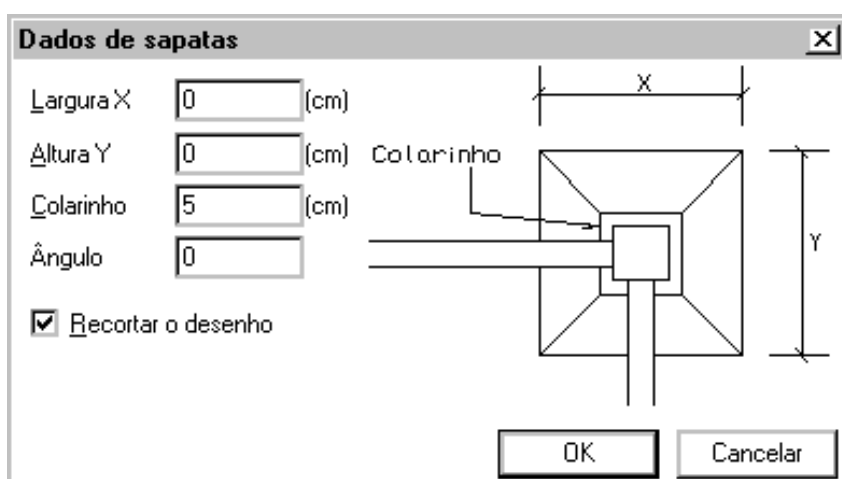 Dados de sapatas
Largura X 0 (cm)
Altura Y 0 (cm)
Colarinho 5 (cm)
Ângulo 0
Recortar o desenho
X
Colarinho
Y
OK Cancelar